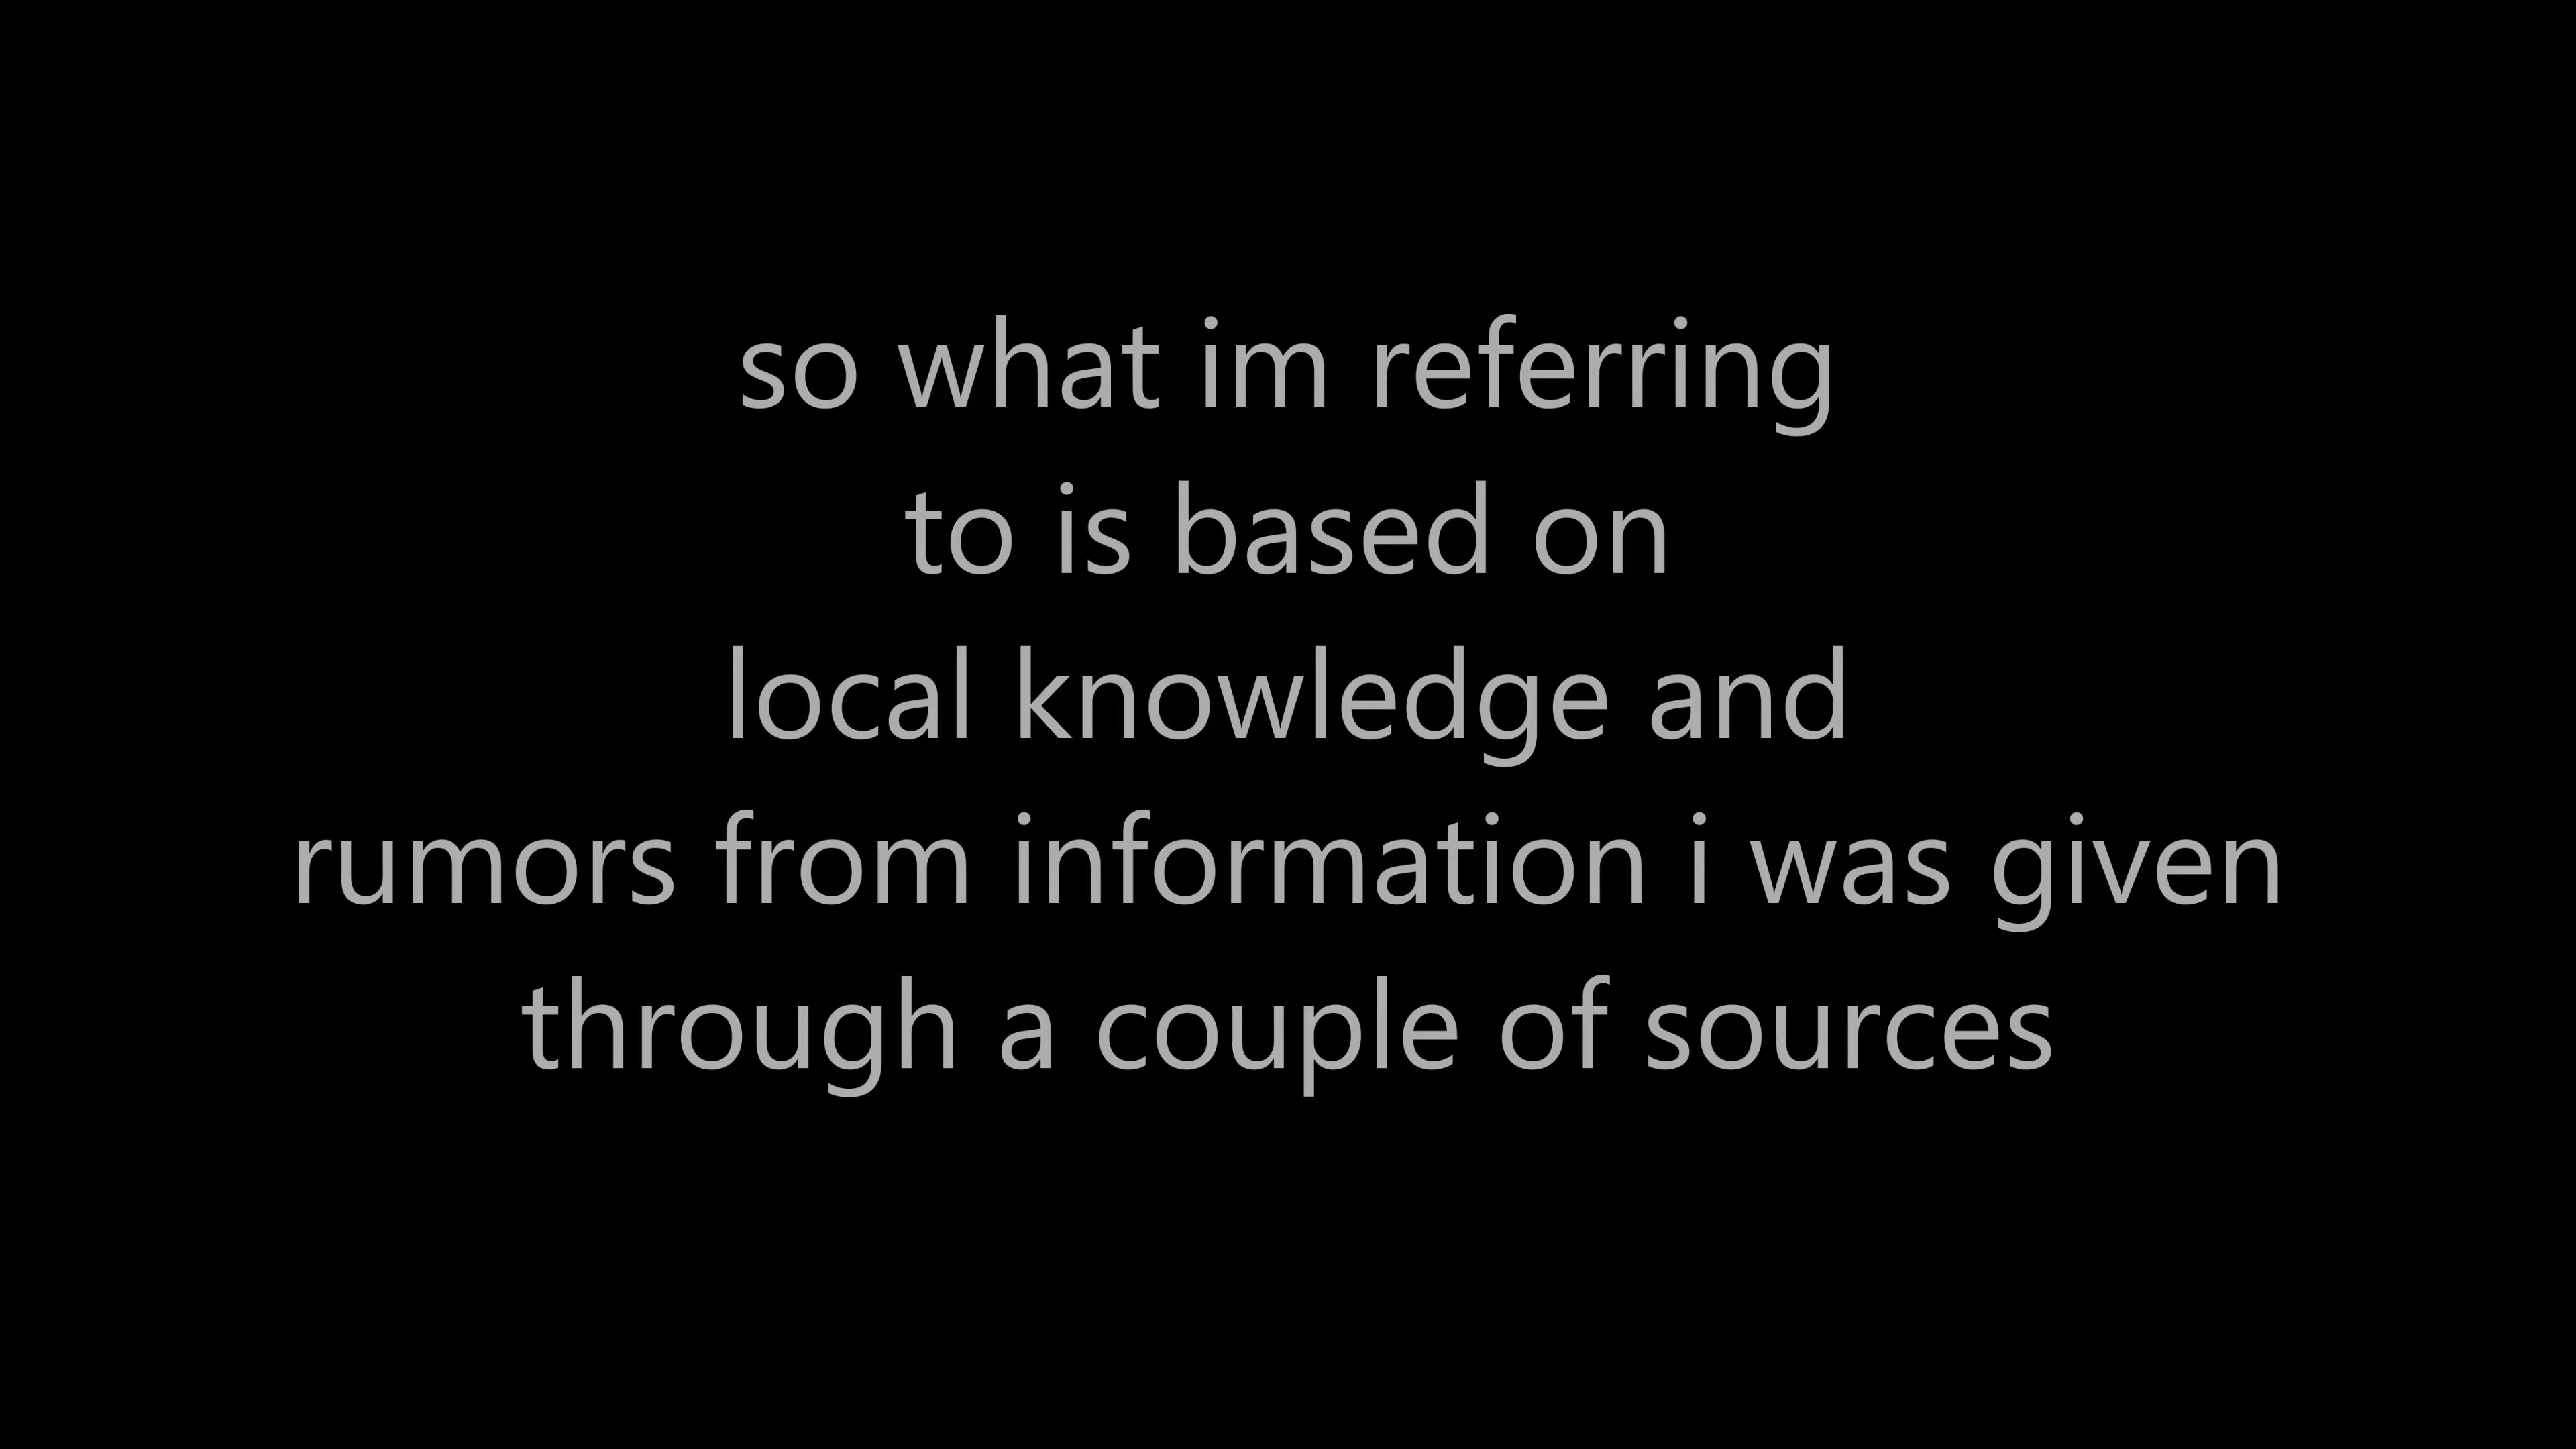 so what im referring
to is based on
local knowledge and
rumors from information i was given
through a couple of sources